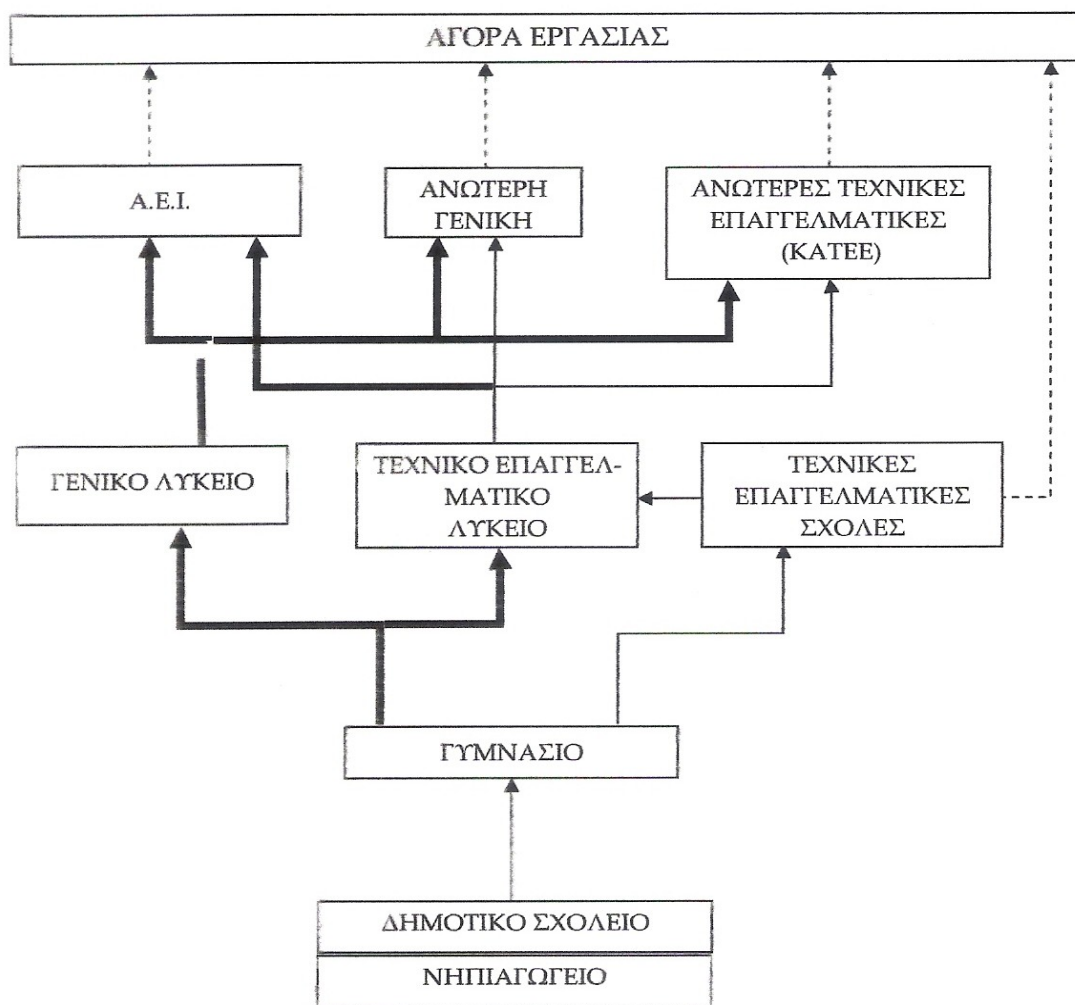 ΑΓΟΡΑ ΕΡΓΑΣΙΑΣ
Α.Ε.Ι.
ΑΝΩΤΕΡΗ
ΓΕΝΙΚΗ
ΑΝΩΤΕΡΕΣ ΤΕΧΝΙΚΕΣ
ΕΠΑΓΓΕΛΜΑΤΙΚΕΣ
(ΚΑΤΕΕ)
ΓΕΝΙΚΟ ΛΥΚΕΙΟ
ΤΕΧΝΙΚΟ ΕΠΑΓΓΕΛ-
ΜΑΤΙΚΟ
ΛΥΚΕΙΟ
ΤΕΧΝΙΚΕΣ
ΕΠΑΓΓΕΛΜΑΤΙΚΕΣ
ΣΧΟΛΕΣ
ΓΥΜΝΑΣΙΟ
ΔΗΜΟΤΙΚΟ ΣΧΟΛΕΙΟ
ΝΗΠΙΑΓΩΓΕΙΟ